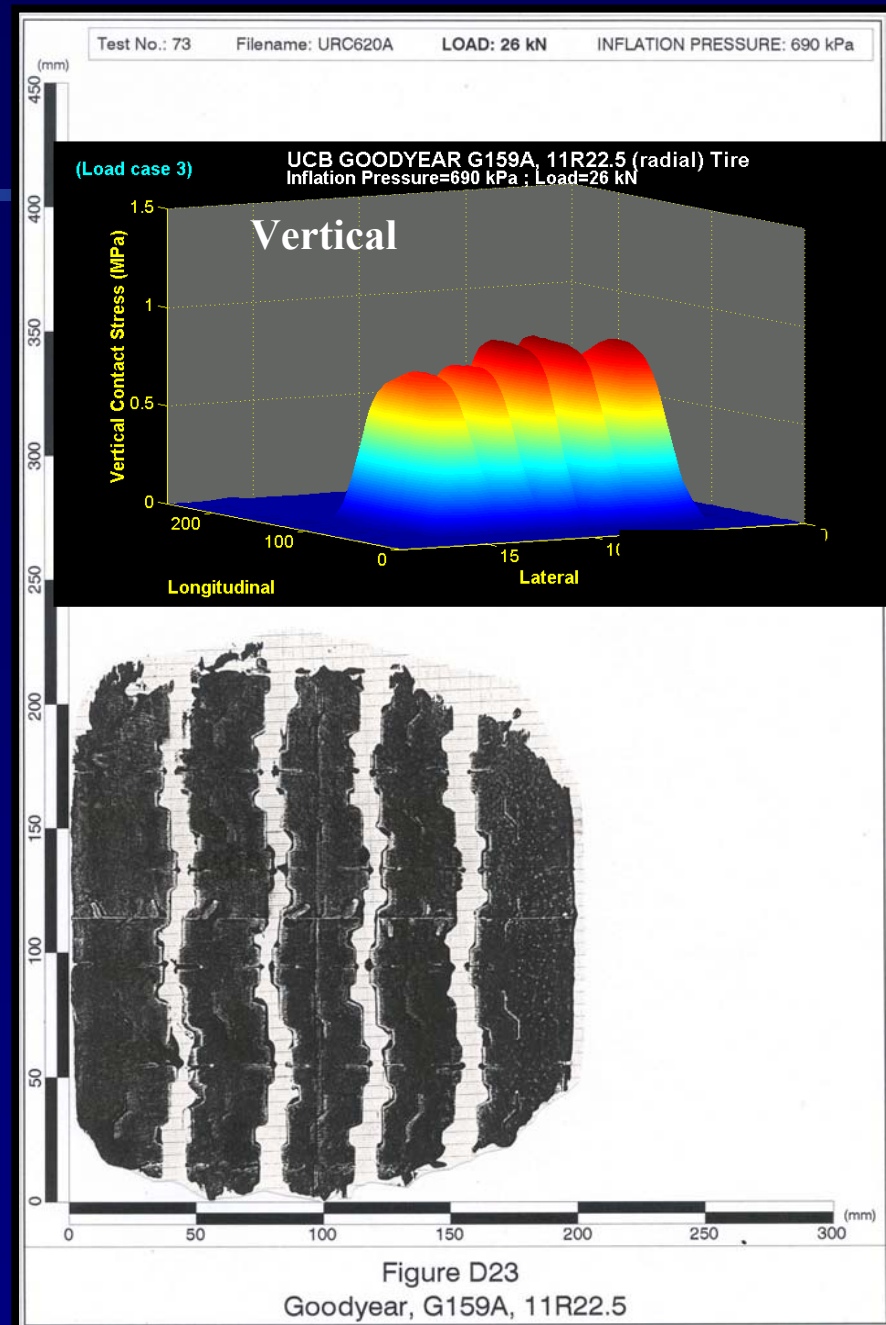 Test No.: 73 Filename: URC620A LOAD: 26 kN INFLATION PRESSURE: 690 kPa
(mm)
450
400
350
300
250
200
150
100
50
0
(Load case 3)
UCB GOODYEAR G159A, 11R22.5 (radial) Tire
Inflation Pressure=690 kPa ; Load=26 kN
Vertical
Vertical Contact Stress (MPa)
1.5
1
0.5
0
200
100
0
15
Longitudinal
Lateral
0 50 100 150 200 250 300
(mm)
Figure D23
Goodyear, G159A, 11R22.5